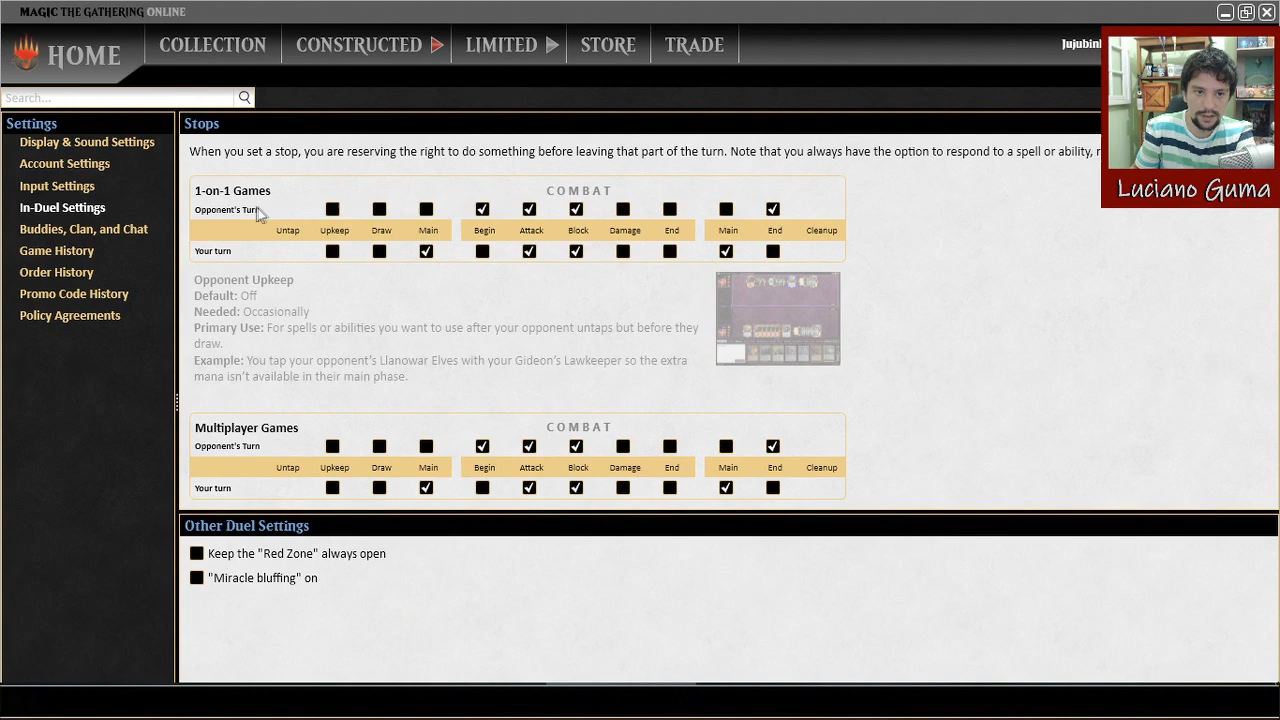 MAGIC THE GATHERING ONLINE
HOME
COLLECTION
CONSTRUCTED
LIMITED
STORE
TRADE
Search...
Settings
Display & Sound Settings
Account Settings
Input Settings
In-Duel Settings
Buddies, Clan, and Chat
Game History
Order History
Promo Code History
Policy Agreements
Stops
When you set a stop, you are reserving the right to do something before leaving that part of the turn. Note that you always have the option to respond to a spell or ability,
1-on-1 Games
COMBAT
Opponent's Turn
Untap Upkeep Draw Main Begin Attack Block Damage End Main End Cleanup
Your turn
Opponent Upkeep
Default: Off
Needed: Occasionally
Primary Use: For spells or abilities you want to use after your opponent untaps but before they
draw.
Example: You tap your opponent's Llanowar Elves with your Gideon's Lawkeeper so the extra
mana isn't available in their main phase.
Multiplayer Games
COMBAT
Opponent's Turn
Untap Upkeep Draw Main Begin Attack Block Damage End Main End Cleanup
Your turn
Other Duel Settings
Keep the "Red Zone" always open
"Miracle bluffing" on
Luciano Guma